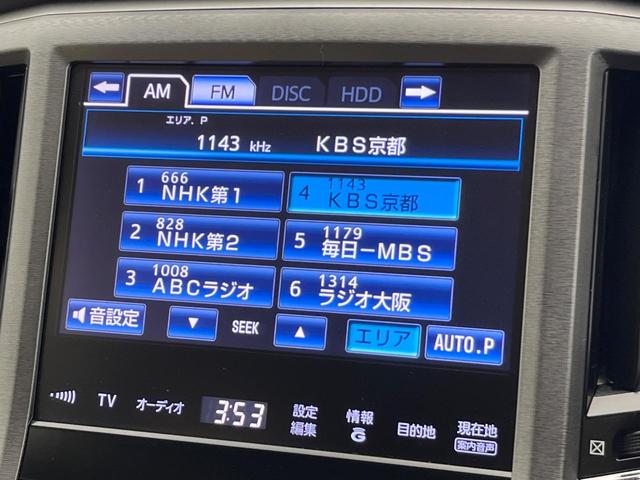 AM FM DISC HDD
エリア. P
1143 kHz KBS京都
1 666 NHK第1
4 1143 KBS京都
2 828 NHK第2
5 1179 毎日ーMBS
3 1008 ABCラジオ
6 1314 ラジオ大阪
音設定 SEEK エリア AUTO.P
TV オーディオ 3:53 設定編集 情報 G 目的地 現在地
案内音声